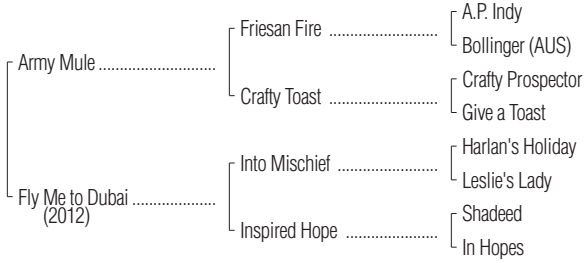 A.P. Indy
Friesan Fire ....................
Bollinger (AUS)
Army Mule ......................
Crafty Prospector
Crafty Toast ....................
Give a Toast
Harlan's Holiday
Into Mischief ....................
Leslie's Lady
Fly Me to Dubai ................
(2012)
Shadeed
Inspired Hope .................
In Hopes